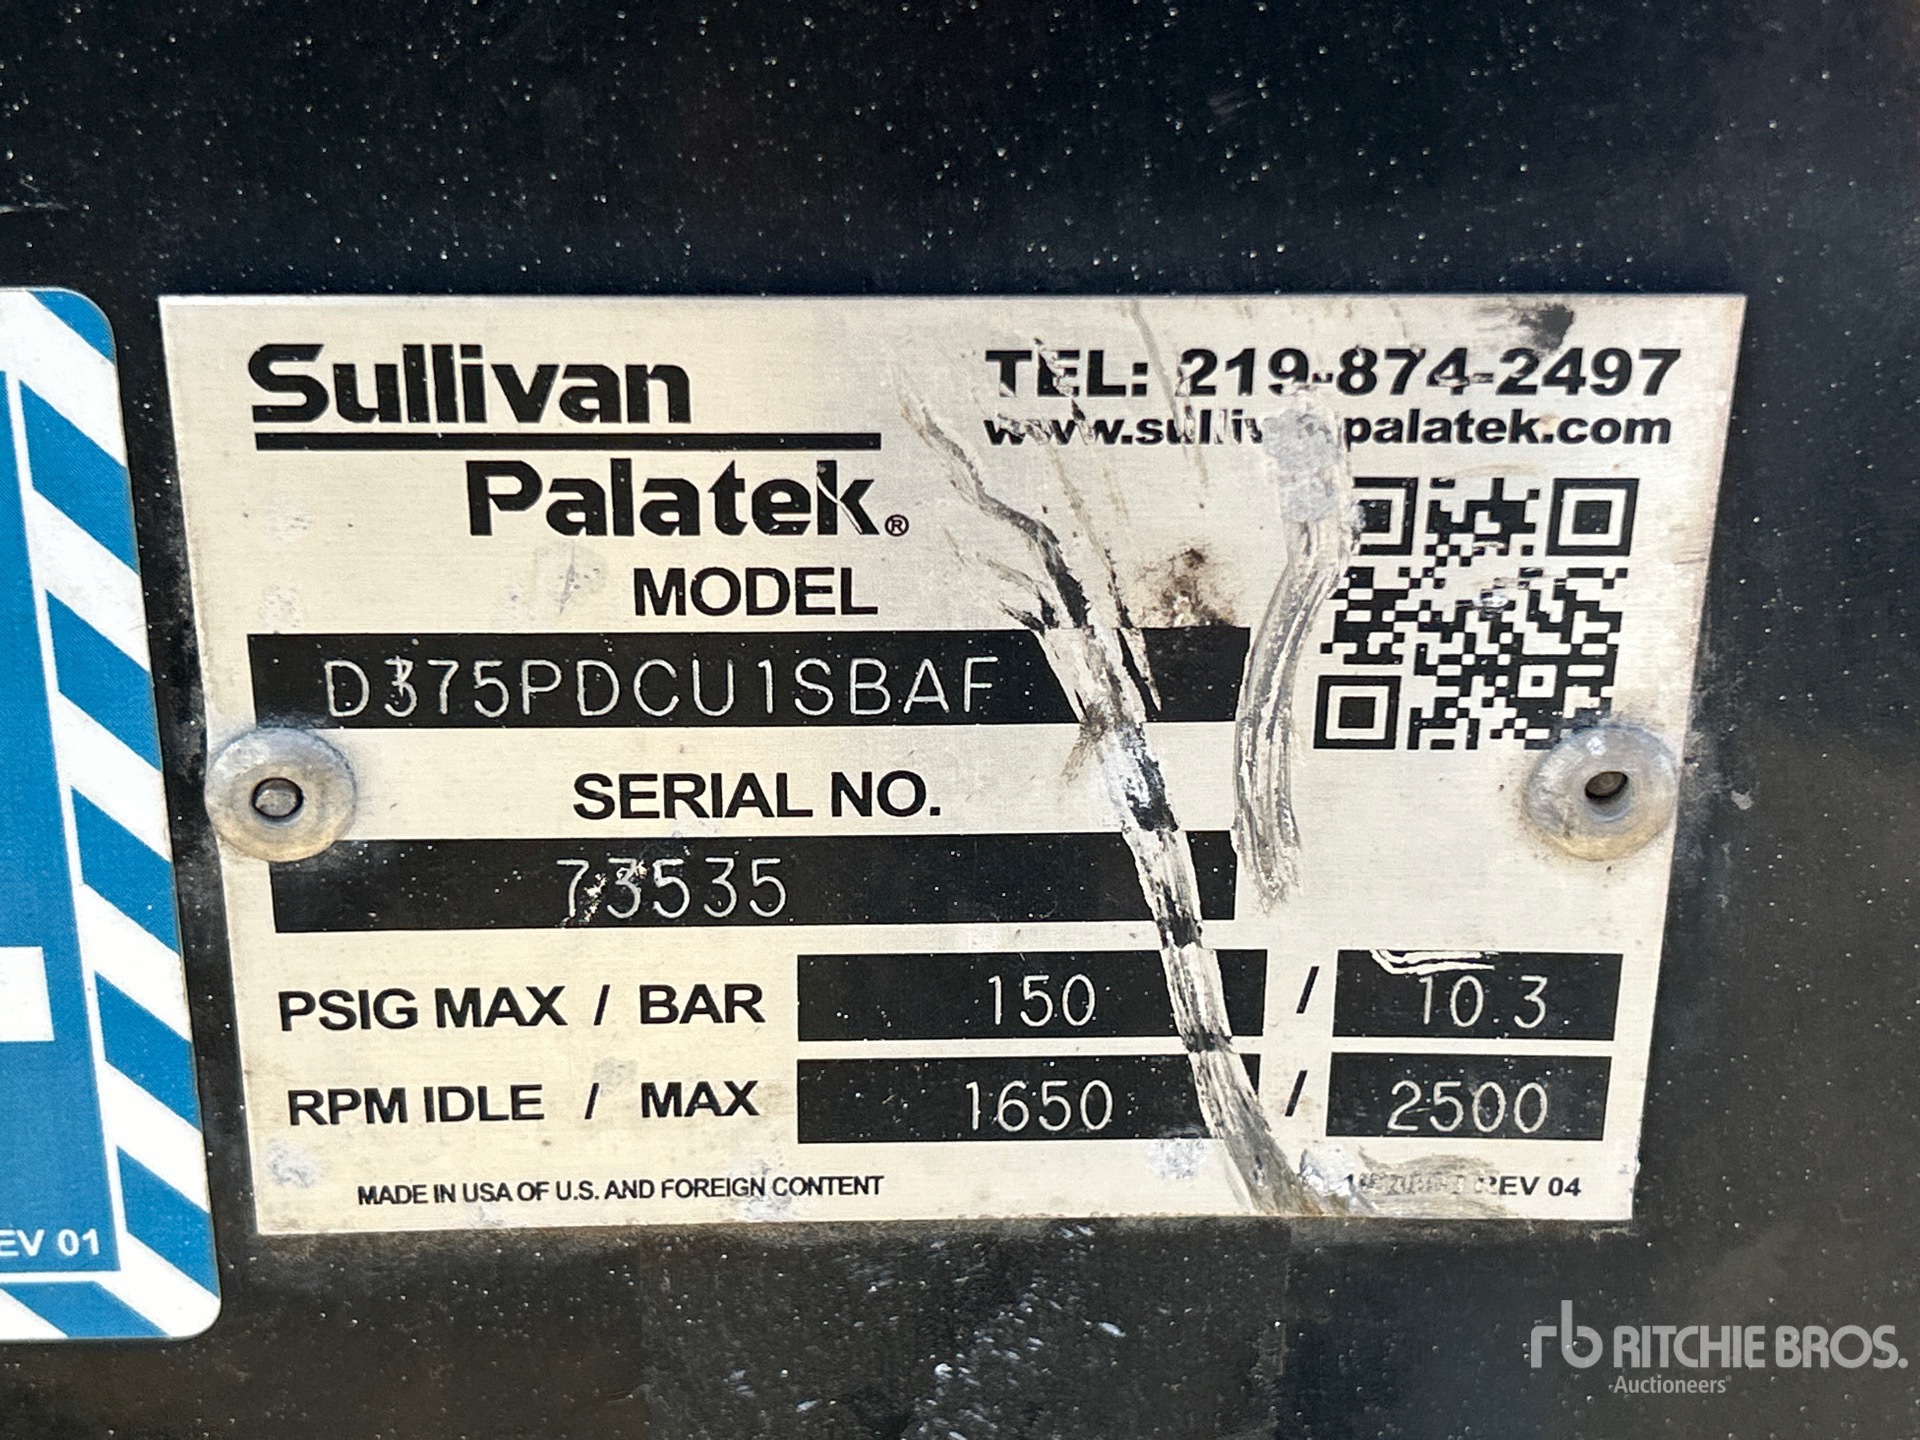 Sullivan
Palatek®
TEL: 219-874-2497
MODEL
D375PDCU1SBAF
SERIAL NO.
73535
PSIG MAX / BAR 150 / 10.3
RPM IDLE / MAX 1650 / 2500
MADE IN USA OF U.S. AND FOREIGN CONTENT
REV 04
EV 01
rb RITCHIE BROS.
Auctioneers